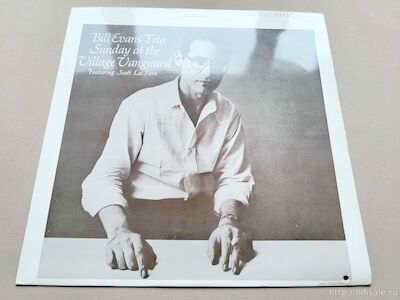 Bill Evans Trio
Sunday at the
Village Vanguard
Featuring Scott La Faro
http://hifisale.ru